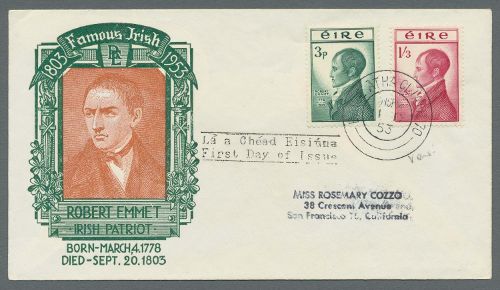 Famous Irish
1803 RE 1953
ROBERT EMMET
IRISH PATRIOT
BORN-MARCH,4.1778
DIED-SEPT. 20.1803
Lá a Chéad Eisiúna
First Day of Issue
éIRe
3p
éIRe
1/3
53
MISS ROSEMARY COZZO
38 Crescent Avenue
San Francisco
California